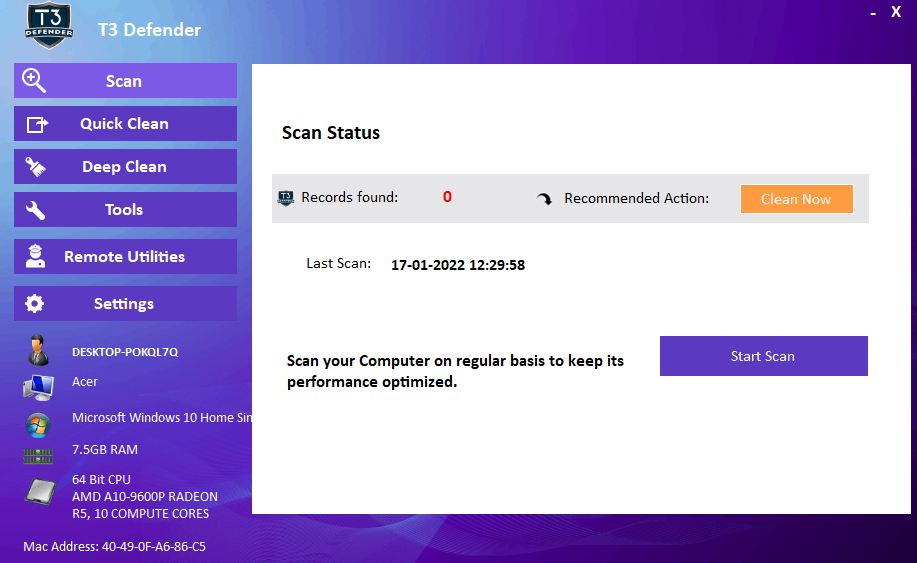 T3
DEFENDER
T3 Defender
- X
Scan
Quick Clean
Deep Clean
Tools
Remote Utilities
Settings
DESKTOP-POKQL7Q
Acer
Microsoft Windows 10 Home Sin
7.5GB RAM
64 Bit CPU
AMD A10-9600P RADEON
R5, 10 COMPUTE CORES
Mac Address: 40-49-0F-A6-86-C5
Scan Status
T3 Records found: 0 Recommended Action: Clean Now
Last Scan: 17-01-2022 12:29:58
Scan your Computer on regular basis to keep its
performance optimized.
Start Scan